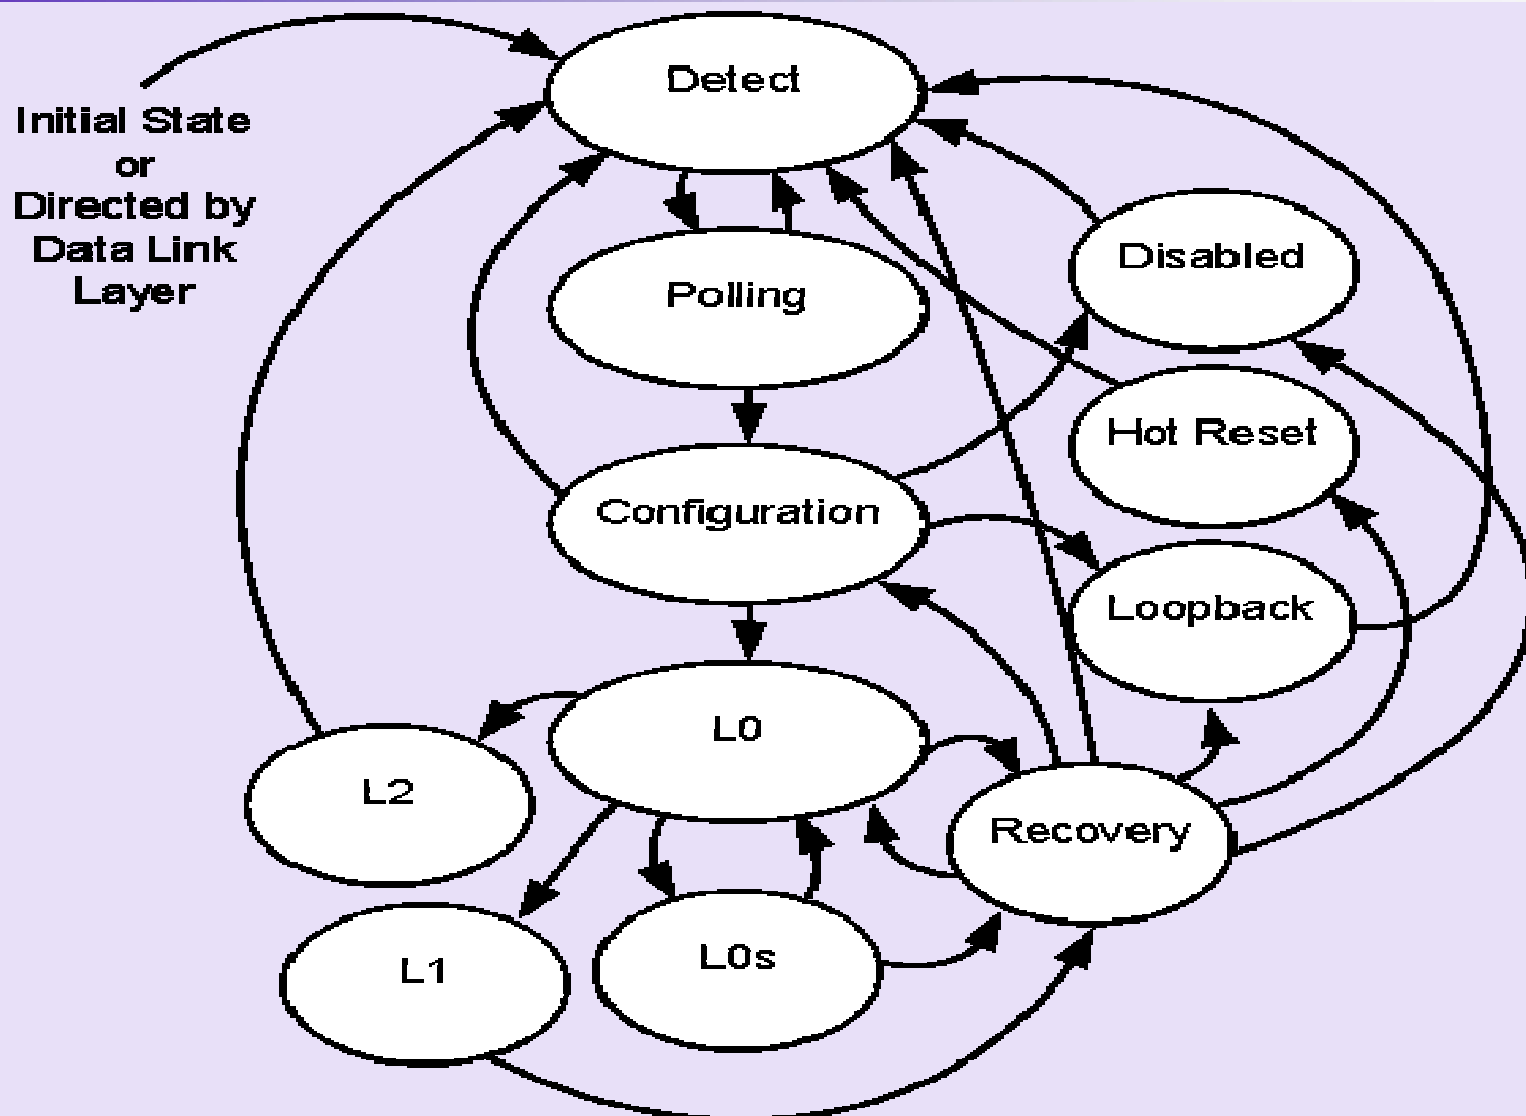 Detect
Initial State
or
Directed by
Data Link
Layer
Disabled
Polling
Hot Reset
Configuration
Loopback
L0
L2
Recovery
L0s
L1